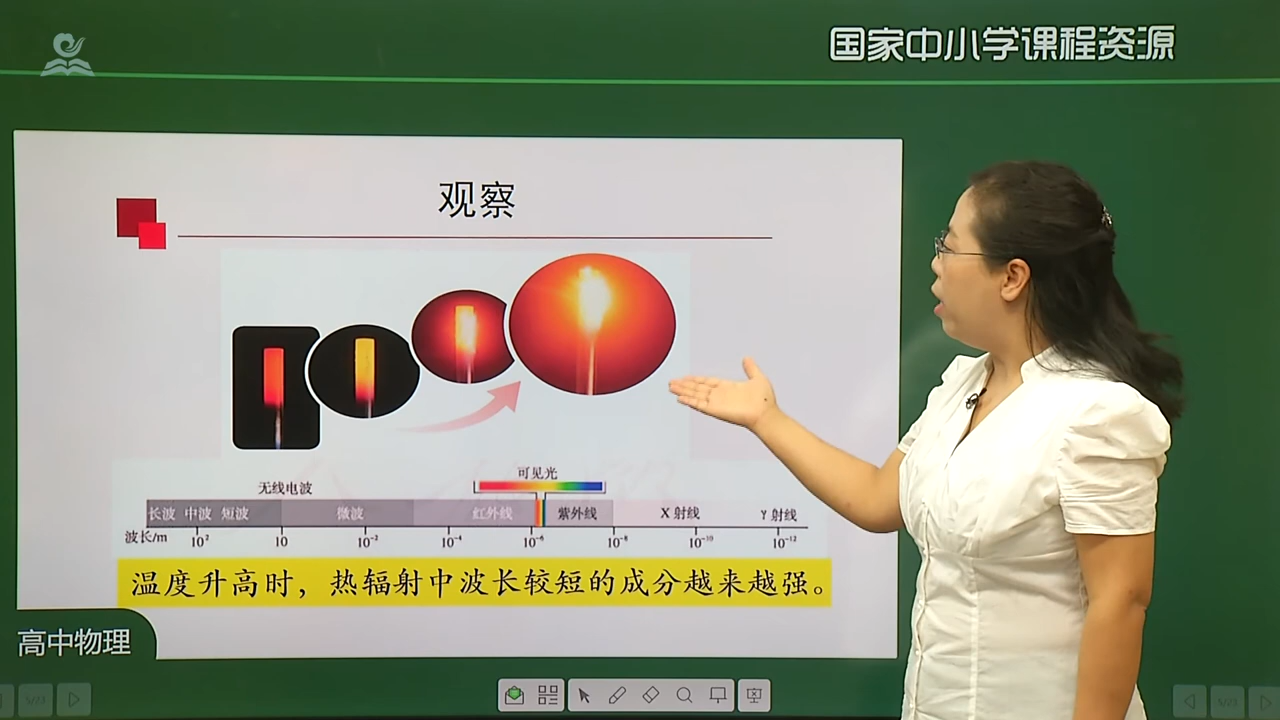 国家中小学课程资源
观察
可见光
无线电波
长波 中波 短波 微波 红外线 紫外线 X 射线 γ 射线
波长/m 10² 10 10⁻² 10⁻⁴ 10⁻⁶ 10⁻⁸ 10⁻¹⁰ 10⁻¹²
温度升高时，热辐射中波长较短的成分越来越强。
高中物理